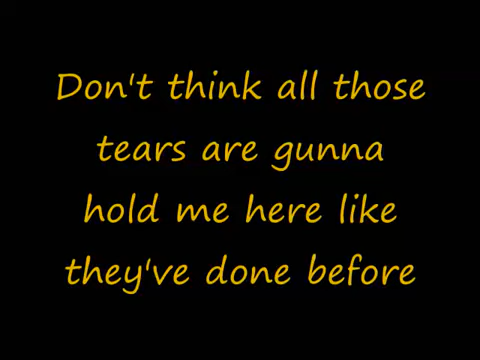 Don't think all those
tears are gunna
hold me here like
they've done before